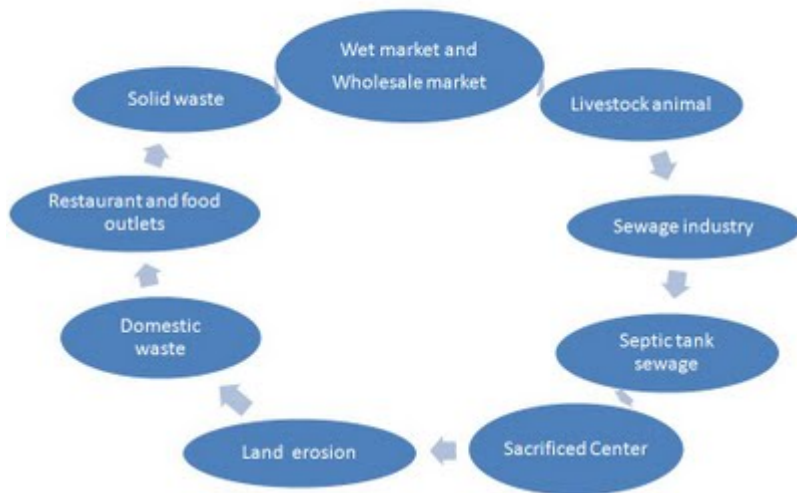 Wet market and
Wholesale market
Livestock animal
Sewage industry
Septic tank
sewage
Sacrificed Center
Land erosion
Domestic
waste
Restaurant and food
outlets
Solid waste